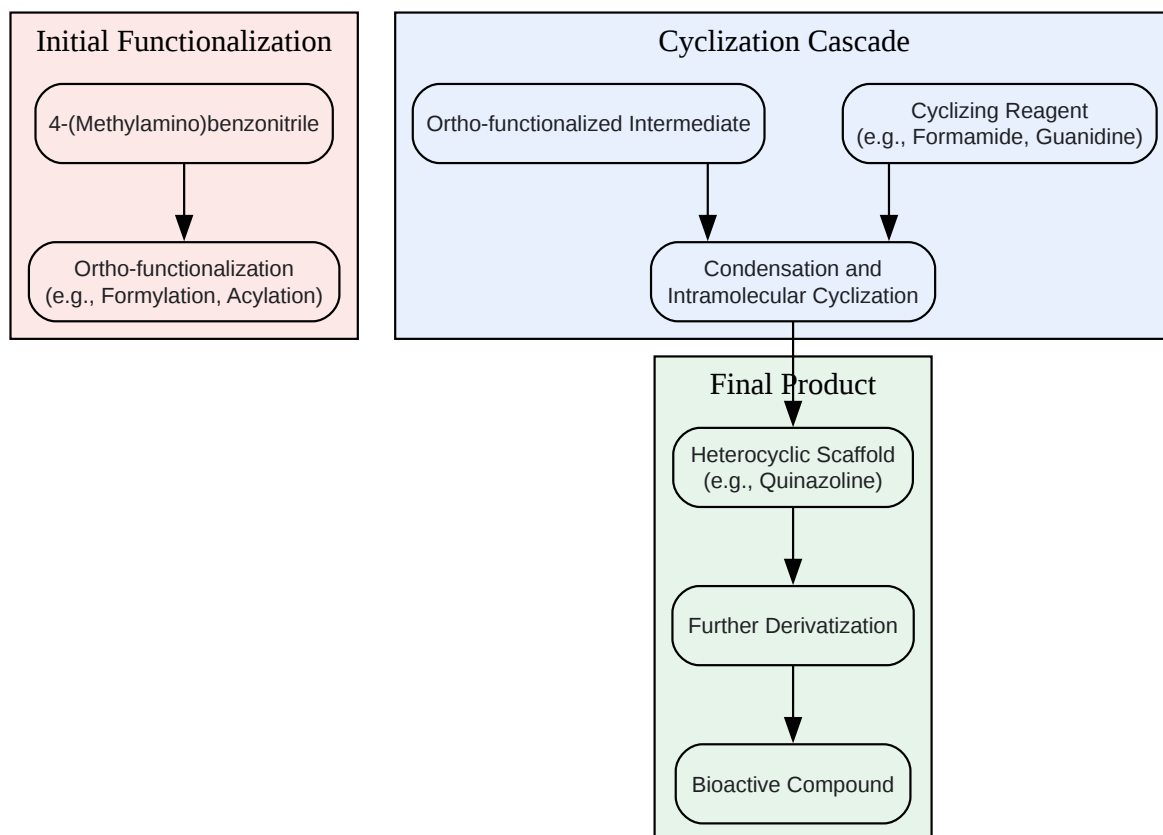 Initial Functionalization
4-(Methylamino)benzonitrile
Ortho-functionalization
(e.g., Formylation, Acylation)
Cyclization Cascade
Ortho-functionalized Intermediate
Cyclizing Reagent
(e.g., Formamide, Guanidine)
Condensation and
Intramolecular Cyclization
Final Product
Heterocyclic Scaffold
(e.g., Quinazoline)
Further Derivatization
Bioactive Compound